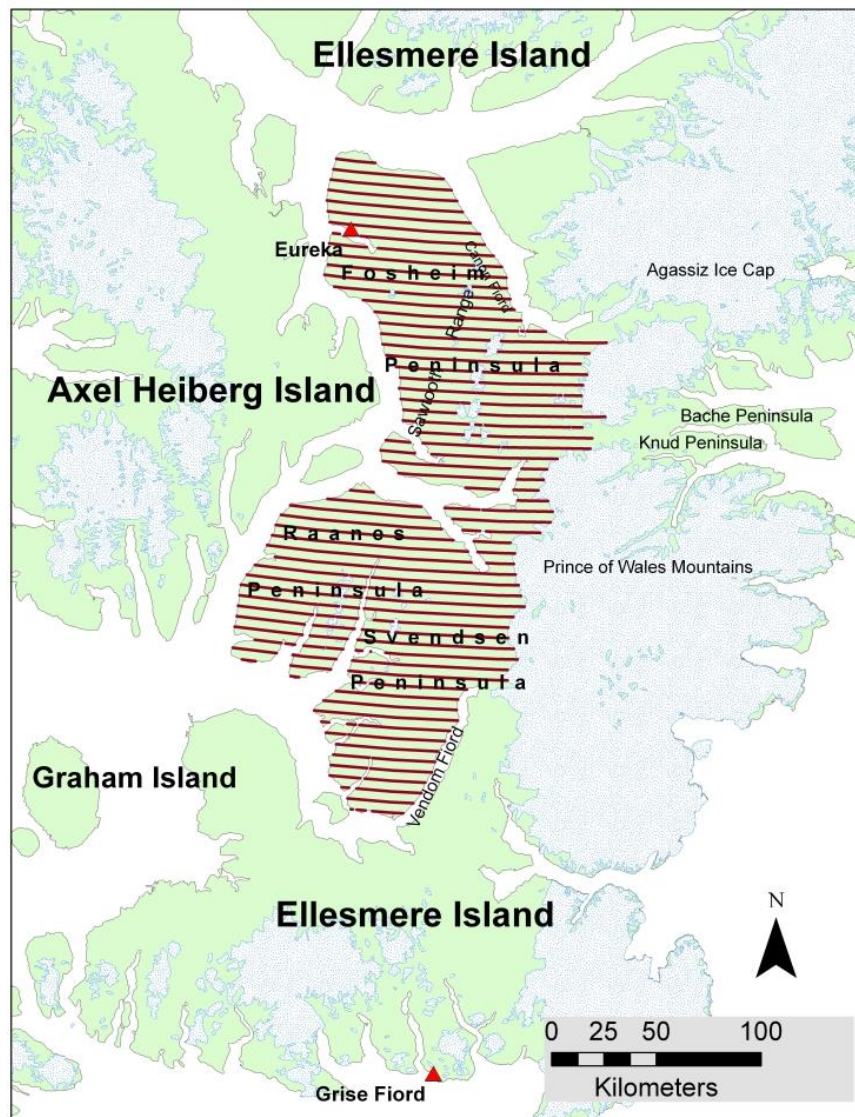 Ellesmere Island
Eureka
Fosheim
Canon Fiord
Agassiz Ice Cap
Sawtooth Range
Peninsula
Axel Heiberg Island
Bache Peninsula
Knud Peninsula
Raanes
Prince of Wales Mountains
Peninsula
Svendsen
Peninsula
Vendom Fiord
Graham Island
Ellesmere Island
N
0 25 50 100
Kilometers
Grise Fiord